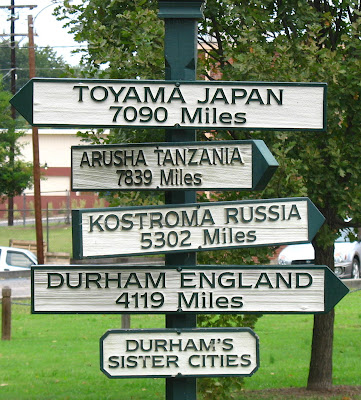 TOYAMA JAPAN
7090 Miles
ARUSHA TANZANIA
7839 Miles
KOSTROMA RUSSIA
5302 Miles
DURHAM ENGLAND
4119 Miles
DURHAM'S
SISTER CITIES